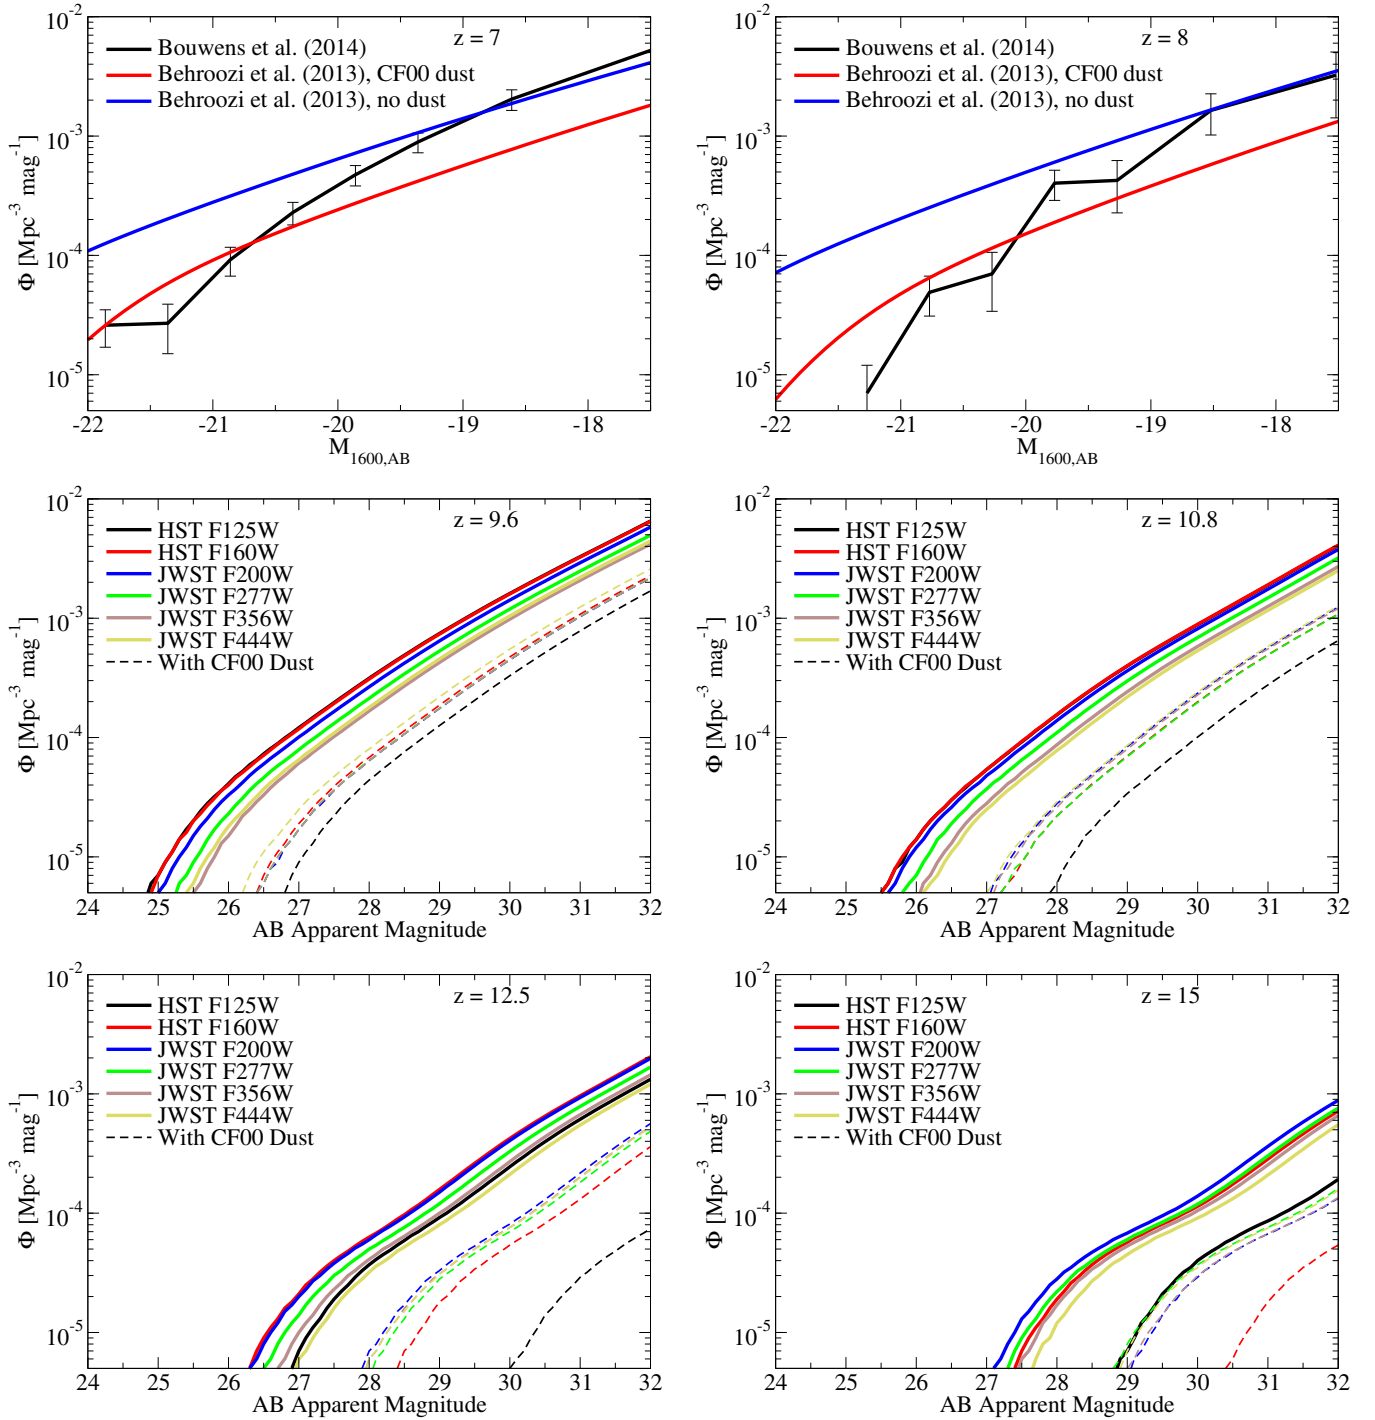 z = 7
Bouwens et al. (2014)
Behroozi et al. (2013), CF00 dust
Behroozi et al. (2013), no dust
Φ [Mpc⁻³ mag⁻¹]
10⁻²
10⁻³
10⁻⁴
10⁻⁵
-22 -21 -20 -19 -18
M₁₆₀₀,AB
z = 8
Bouwens et al. (2014)
Behroozi et al. (2013), CF00 dust
Behroozi et al. (2013), no dust
Φ [Mpc⁻³ mag⁻¹]
10⁻²
10⁻³
10⁻⁴
10⁻⁵
-22 -21 -20 -19 -18
M₁₆₀₀,AB
z = 9.6
HST F125W
HST F160W
JWST F200W
JWST F277W
JWST F356W
JWST F444W
With CF00 Dust
Φ [Mpc⁻³ mag⁻¹]
10⁻²
10⁻³
10⁻⁴
10⁻⁵
24 25 26 27 28 29 30 31 32
AB Apparent Magnitude
z = 10.8
HST F125W
HST F160W
JWST F200W
JWST F277W
JWST F356W
JWST F444W
With CF00 Dust
Φ [Mpc⁻³ mag⁻¹]
10⁻²
10⁻³
10⁻⁴
10⁻⁵
24 25 26 27 28 29 30 31 32
AB Apparent Magnitude
z = 12.5
HST F125W
HST F160W
JWST F200W
JWST F277W
JWST F356W
JWST F444W
With CF00 Dust
Φ [Mpc⁻³ mag⁻¹]
10⁻²
10⁻³
10⁻⁴
10⁻⁵
24 25 26 27 28 29 30 31 32
AB Apparent Magnitude
z = 15
HST F125W
HST F160W
JWST F200W
JWST F277W
JWST F356W
JWST F444W
With CF00 Dust
Φ [Mpc⁻³ mag⁻¹]
10⁻²
10⁻³
10⁻⁴
10⁻⁵
24 25 26 27 28 29 30 31 32
AB Apparent Magnitude